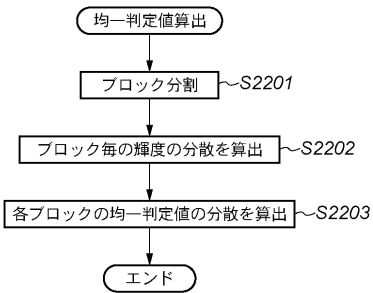 均一判定値算出
ブロック分割
S2201
ブロック毎の輝度の分散を算出
S2202
各ブロックの均一判定値の分散を算出
S2203
エンド